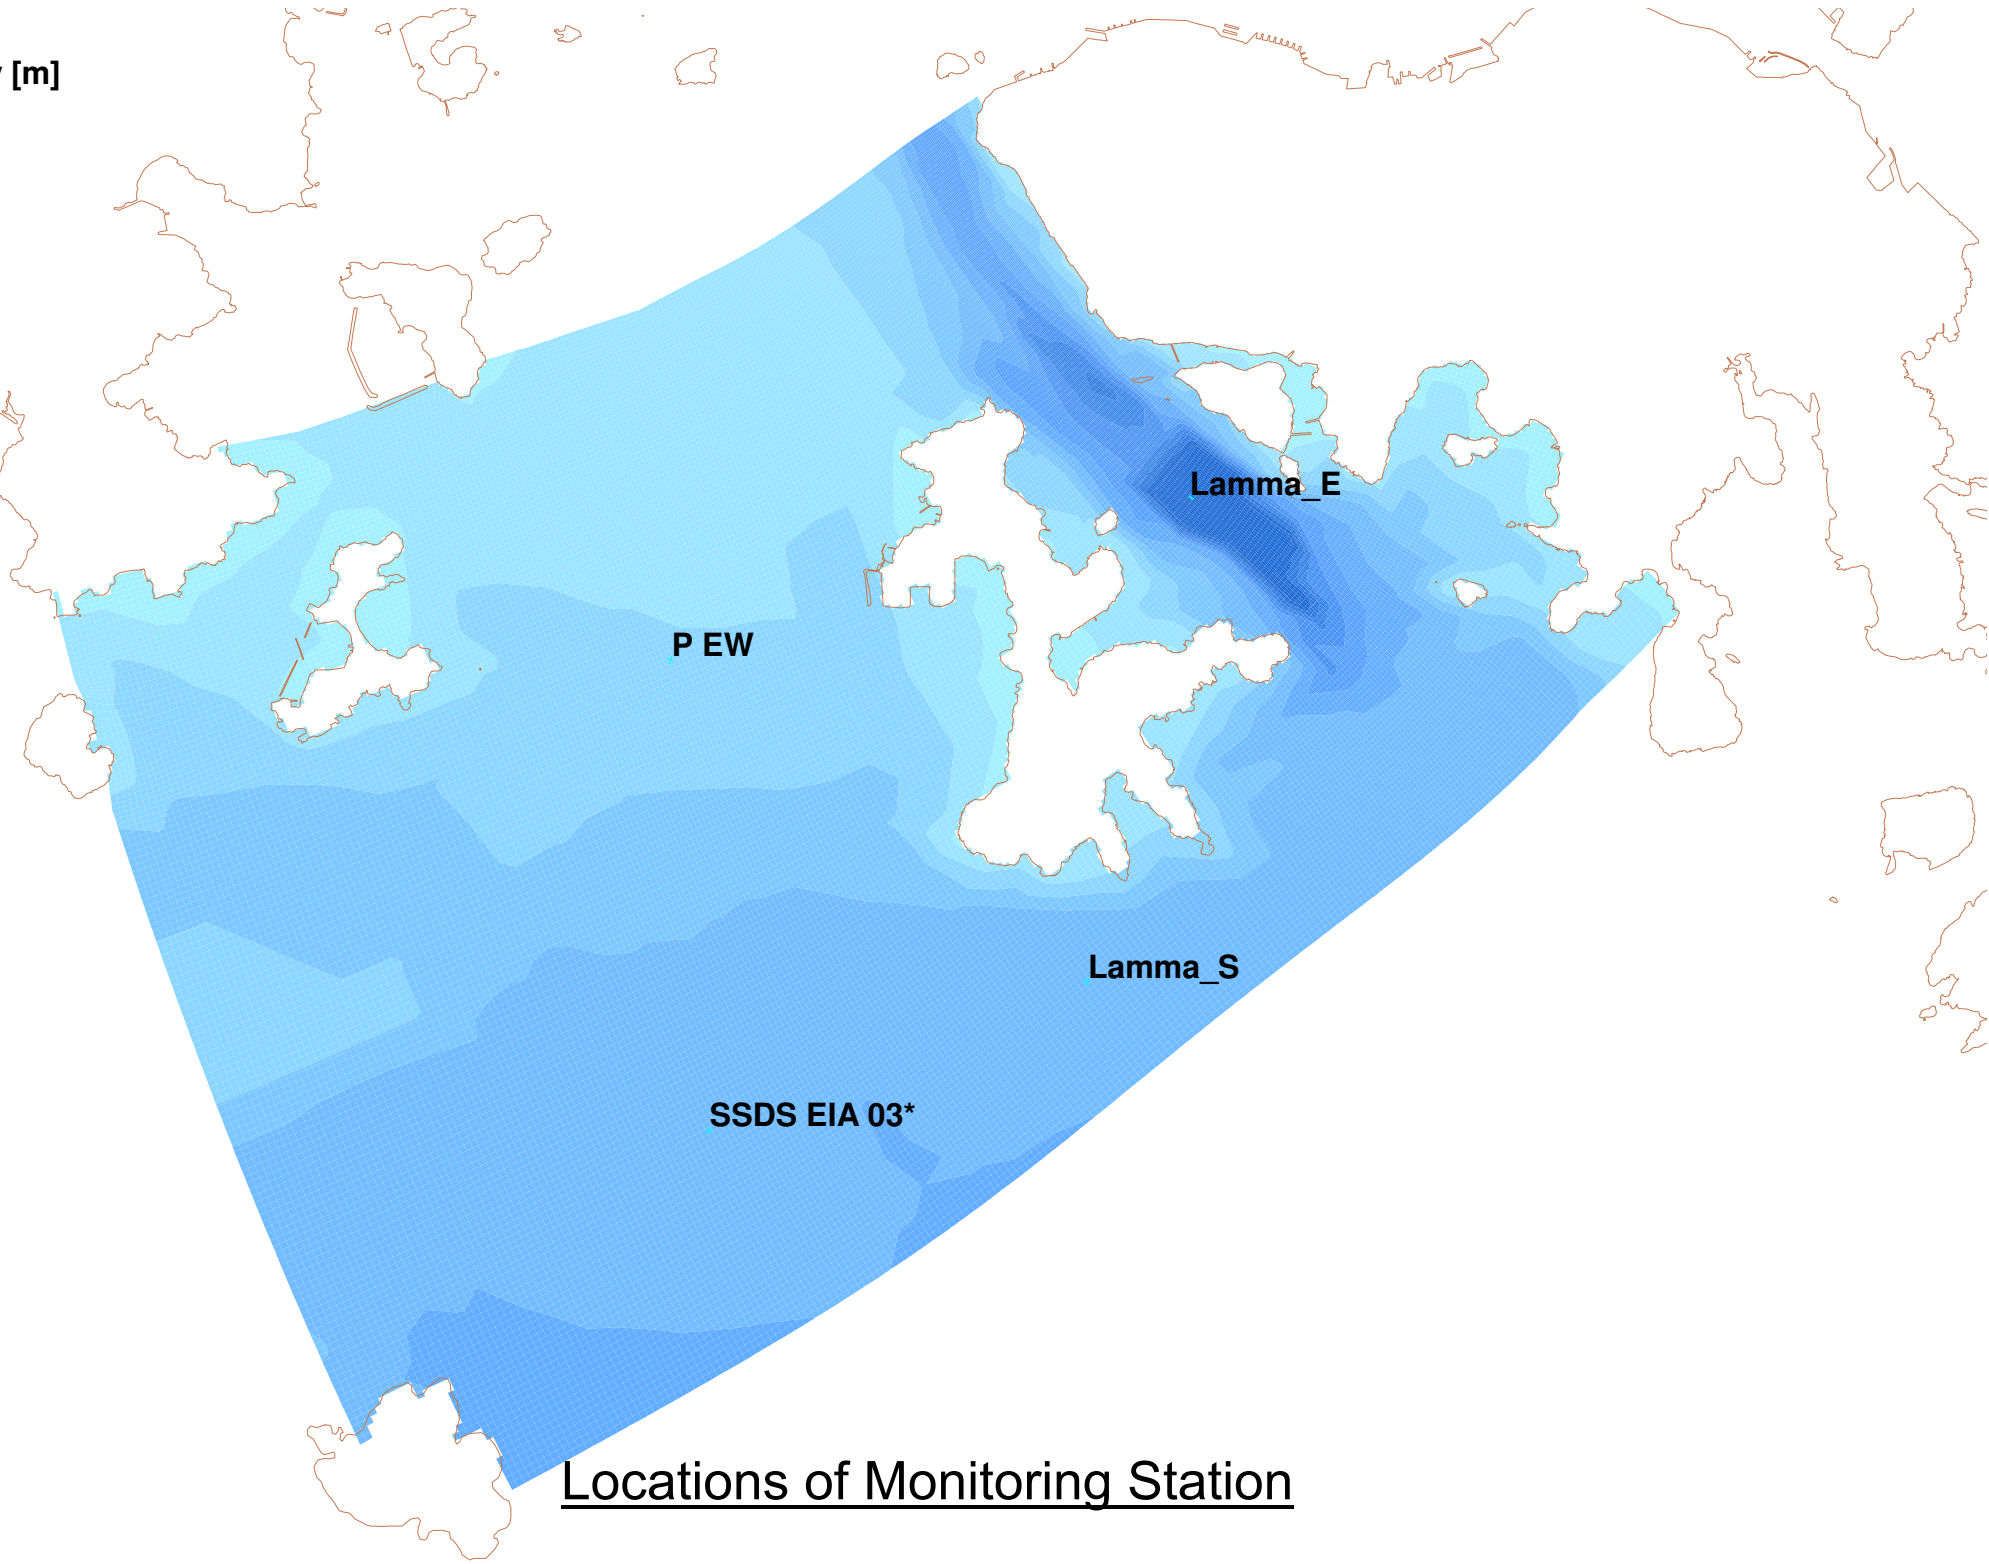 [m]
Lamma_E
P EW
Lamma_S
SSDS EIA 03*
Locations of Monitoring Station